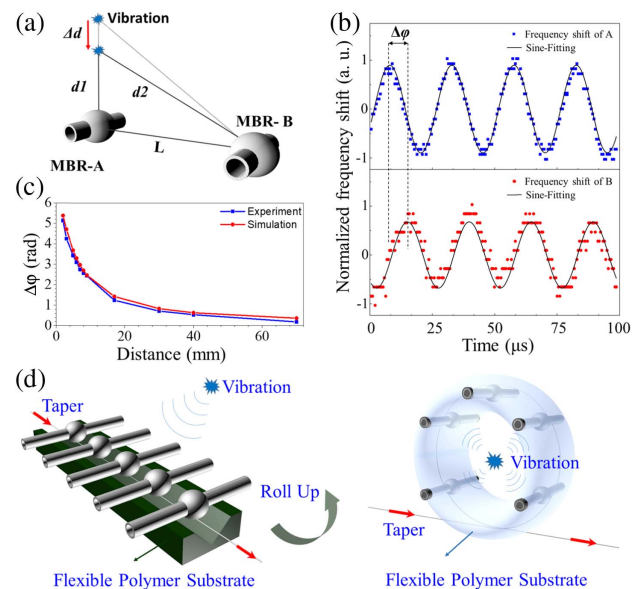 (a)
Vibration
Δd
d1
d2
MBR-A
L
MBR- B
(b)
Δφ
Frequency shift of A
Sine-Fitting
1
0
-1
Frequency shift of B
Sine-Fitting
1
0
-1
Normalized frequency shift (a. u.)
0 25 50 75 100
Time (μs)
(c)
Experiment
Simulation
6
5
4
3
2
1
0
Δφ (rad)
0 20 40 60
Distance (mm)
(d)
Taper
Vibration
Roll Up
Flexible Polymer Substrate
Vibration
Taper
Flexible Polymer Substrate